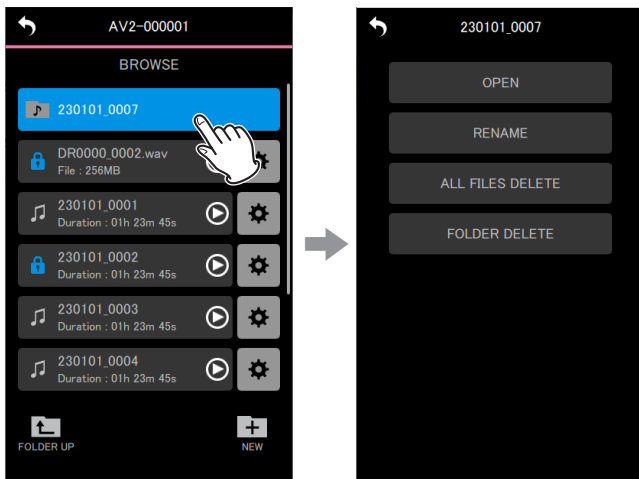 AV2-000001
BROWSE
230101_0007
DR0000_0002.wav
File : 256MB
230101_0001
Duration : 01h 23m 45s
230101_0002
Duration : 01h 23m 45s
230101_0003
Duration : 01h 23m 45s
230101_0004
Duration : 01h 23m 45s
FOLDER UP
NEW
230101_0007
OPEN
RENAME
ALL FILES DELETE
FOLDER DELETE